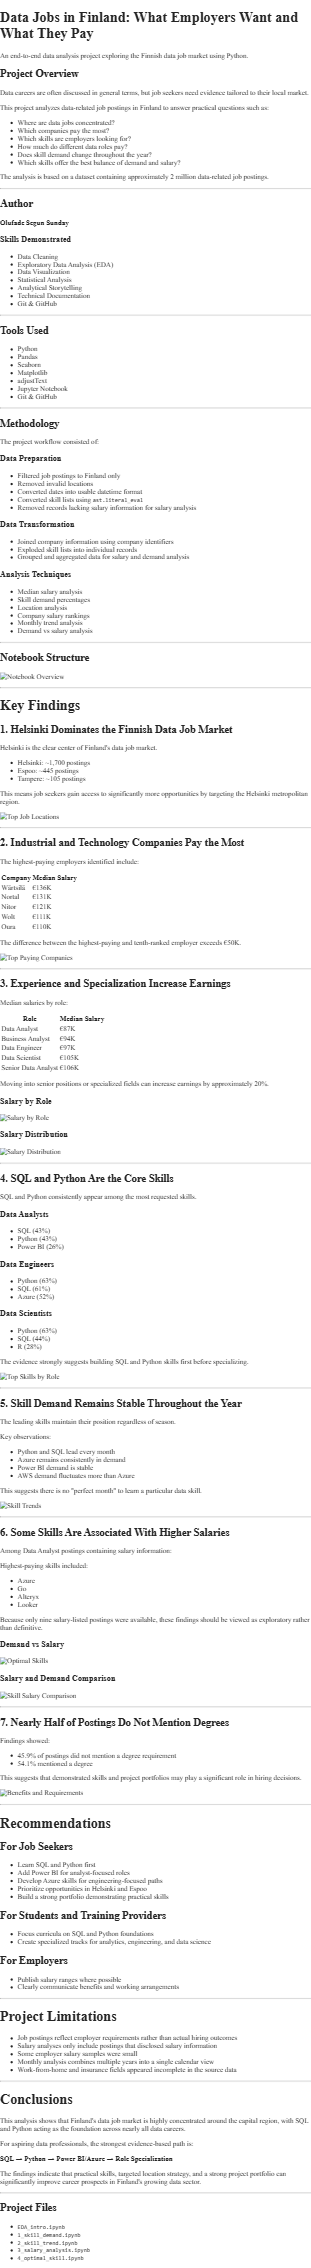 Data Jobs in Finland: What Employers Want and
What They Pay
An end-to-end data analysis project exploring the Finnish data job market using Python.
Project Overview
Data careers are often discussed in general terms, but job seekers need evidence tailored to their local market.
This project analyzes data-related job postings in Finland to answer practical questions such as:
• Where are data jobs concentrated?
• Which companies pay the most?
• Which skills are employers looking for?
• How much do different data roles pay?
• Does skill demand change throughout the year?
• Which skills offer the best balance of demand and salary?
The analysis is based on a dataset containing approximately 2 million data-related job postings.
Author
Olufade Segun Sunday
Skills Demonstrated
• Data Cleaning
• Exploratory Data Analysis (EDA)
• Data Visualization
• Statistical Analysis
• Analytical Storytelling
• Technical Documentation
• Git & GitHub
Tools Used
• Python
• Pandas
• Seaborn
• Matplotlib
• adjustText
• Jupyter Notebook
• Git & GitHub
Methodology
The project workflow consisted of:
Data Preparation
• Filtered job postings to Finland only
• Removed invalid locations
• Converted dates into usable datetime format
• Converted skill lists using ast.literal_eval
• Removed records lacking salary information for salary analysis
Data Transformation
• Joined company information using company identifiers
• Exploded skill lists into individual records
• Grouped and aggregated data for salary and demand analysis
Analysis Techniques
• Median salary analysis
• Skill demand percentages
• Location analysis
• Company salary rankings
• Monthly trend analysis
• Demand vs salary analysis
Notebook Structure
Notebook Overview
Key Findings
1. Helsinki Dominates the Finnish Data Job Market
Helsinki is the clear center of Finland's data job market.
• Helsinki: ~1,700 postings
• Espoo: ~445 postings
• Tampere: ~105 postings
This means job seekers gain access to significantly more opportunities by targeting the Helsinki metropolitan
region.
Top Job Locations
2. Industrial and Technology Companies Pay the Most
The highest-paying employers identified include:
Company Median Salary
Wärtsilä €136K
Nortal €131K
Nitor €121K
Wolt €111K
Oura €110K
The difference between the highest-paying and tenth-ranked employer exceeds €50K.
Top Paying Companies
3. Experience and Specialization Increase Earnings
Median salaries by role:
Role Median Salary
Data Analyst €87K
Business Analyst €94K
Data Engineer €97K
Data Scientist €105K
Senior Data Analyst €106K
Moving into senior positions or specialized fields can increase earnings by approximately 20%.
Salary by Role
Salary by Role
Salary Distribution
Salary Distribution
4. SQL and Python Are the Core Skills
SQL and Python consistently appear among the most requested skills.
Data Analysts
• SQL (43%)
• Python (43%)
• Power BI (26%)
Data Engineers
• Python (63%)
• SQL (61%)
• Azure (52%)
Data Scientists
• Python (63%)
• SQL (44%)
• R (28%)
The evidence strongly suggests building SQL and Python skills first before specializing.
Top Skills by Role
5. Skill Demand Remains Stable Throughout the Year
The leading skills maintain their position regardless of season.
Key observations:
• Python and SQL lead every month
• Azure remains consistently in demand
• Power BI demand is stable
• AWS demand fluctuates more than Azure
This suggests there is no "perfect month" to learn a particular data skill.
Skill Trends
6. Some Skills Are Associated With Higher Salaries
Among Data Analyst postings containing salary information:
Highest-paying skills included:
• Azure
• Go
• Alteryx
• Looker
Because only nine salary-listed postings were available, these findings should be viewed as exploratory rather
than definitive.
Demand vs Salary
Optimal Skills
Salary and Demand Comparison
Skill Salary Comparison
7. Nearly Half of Postings Do Not Mention Degrees
Findings showed:
• 45.9% of postings did not mention a degree requirement
• 54.1% mentioned a degree
This suggests that demonstrated skills and project portfolios may play a significant role in hiring decisions.
Benefits and Requirements
Recommendations
For Job Seekers
• Learn SQL and Python first
• Add Power BI for analyst-focused roles
• Develop Azure skills for engineering-focused paths
• Prioritize opportunities in Helsinki and Espoo
• Build a strong portfolio demonstrating practical skills
For Students and Training Providers
• Focus curricula on SQL and Python foundations
• Create specialized tracks for analytics, engineering, and data science
For Employers
• Publish salary ranges where possible
• Clearly communicate benefits and working arrangements
Project Limitations
• Job postings reflect employer requirements rather than actual hiring outcomes
• Salary analyses only include postings that disclosed salary information
• Some employer salary samples were small
• Monthly analysis combines multiple years into a single calendar view
• Work-from-home and insurance fields appeared incomplete in the source data
Conclusions
This analysis shows that Finland's data job market is highly concentrated around the capital region, with SQL
and Python acting as the foundation across nearly all data careers.
For aspiring data professionals, the strongest evidence-based path is:
SQL → Python → Power BI/Azure → Role Specialization
The findings indicate that practical skills, targeted location strategy, and a strong project portfolio can
significantly improve career prospects in Finland's growing data sector.
Project Files
• EDA_intro.ipynb
• 1_skill_demand.ipynb
• 2_skill_trend.ipynb
• 3_salary_analysis.ipynb
• 4_optimal_skill.ipynb